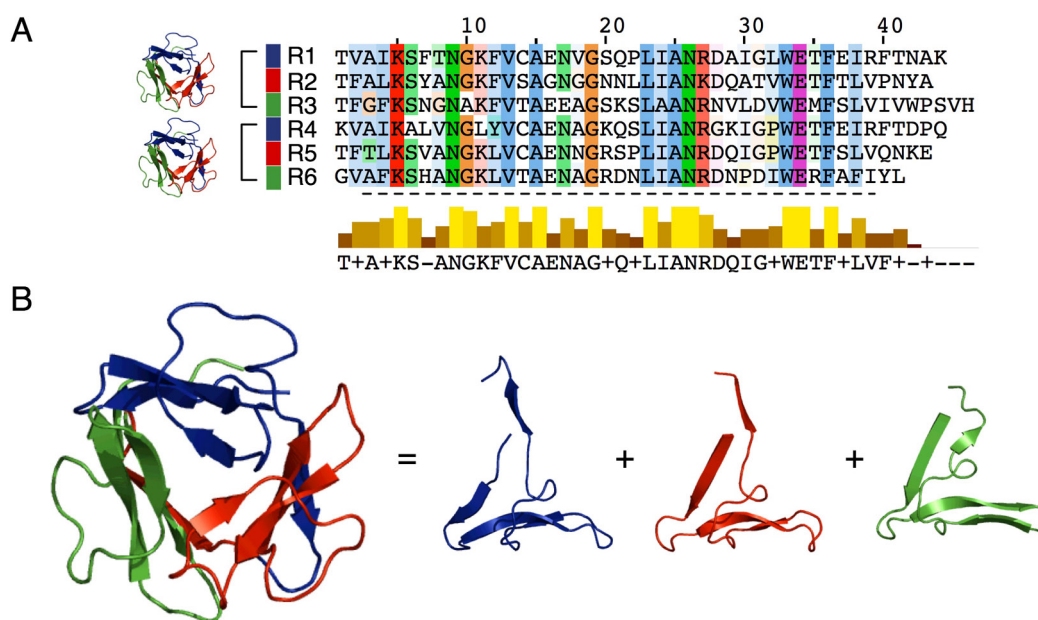 A
10 20 30 40
R1 TVAIKSFTNGKFVCAENVGSQPLIANRDAIGLWETFEIRFTNAK
R2 TFALKSYANGKFVSAGNGGNNLLIANKDQATVWETFTLVPNYA
R3 TFGFKSNGNAKFVTAEEAGSKSLAANRNVLDVWEMFSLVIVWPSVH
R4 KVAIKALVNGLYVCAENAGKQSLIANRGKIGPWETFEIRFTDPQ
R5 TFTLKSVANGKLVCAENNGRSPLIANRDQIGPWETFSLVQNKE
R6 GVAFKSHANGKFVTAENAGRDNLIANRDNPDIWERFAFIYL
T+A+KS-ANGKFVCAENAG+Q+LIANRDQIG+WETF+LVF+-+---
B
= + +